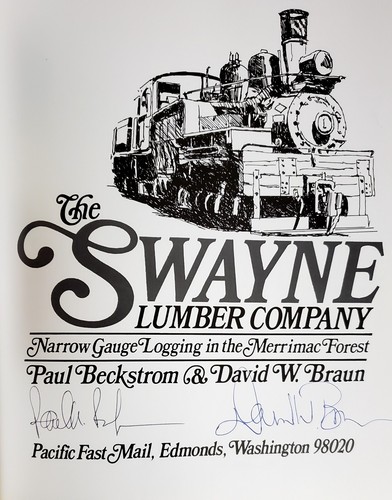 The
SWAYNE
LUMBER COMPANY
Narrow Gauge Logging in the Merrimac Forest
Paul Beckstrom & David W. Braun
Pacific Fast Mail, Edmonds, Washington 98020